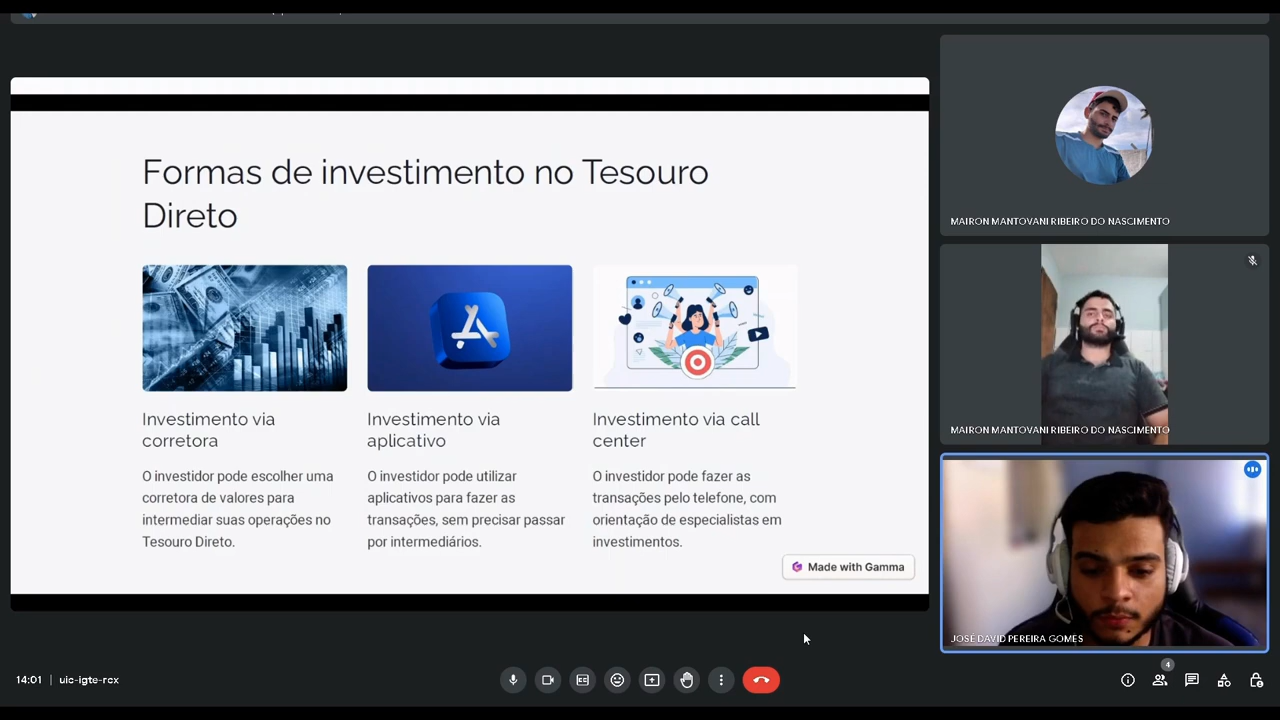 Formas de investimento no Tesouro
Direto
Investimento via
corretora
O investidor pode escolher uma
corretora de valores para
intermediar suas operações no
Tesouro Direto.
Investimento via
aplicativo
O investidor pode utilizar
aplicativos para fazer as
transações, sem precisar passar
por intermediários.
Investimento via call
center
O investidor pode fazer as
transações pelo telefone, com
orientação de especialistas em
investimentos.
Made with Gamma
MAIRON MANTOVANI RIBEIRO DO NASCIMENTO
MAIRON MANTOVANI RIBEIRO DO NASCIMENTO
JOSÉ DAVID PEREIRA GOMES
14:01 | uic-igte-rcx
4